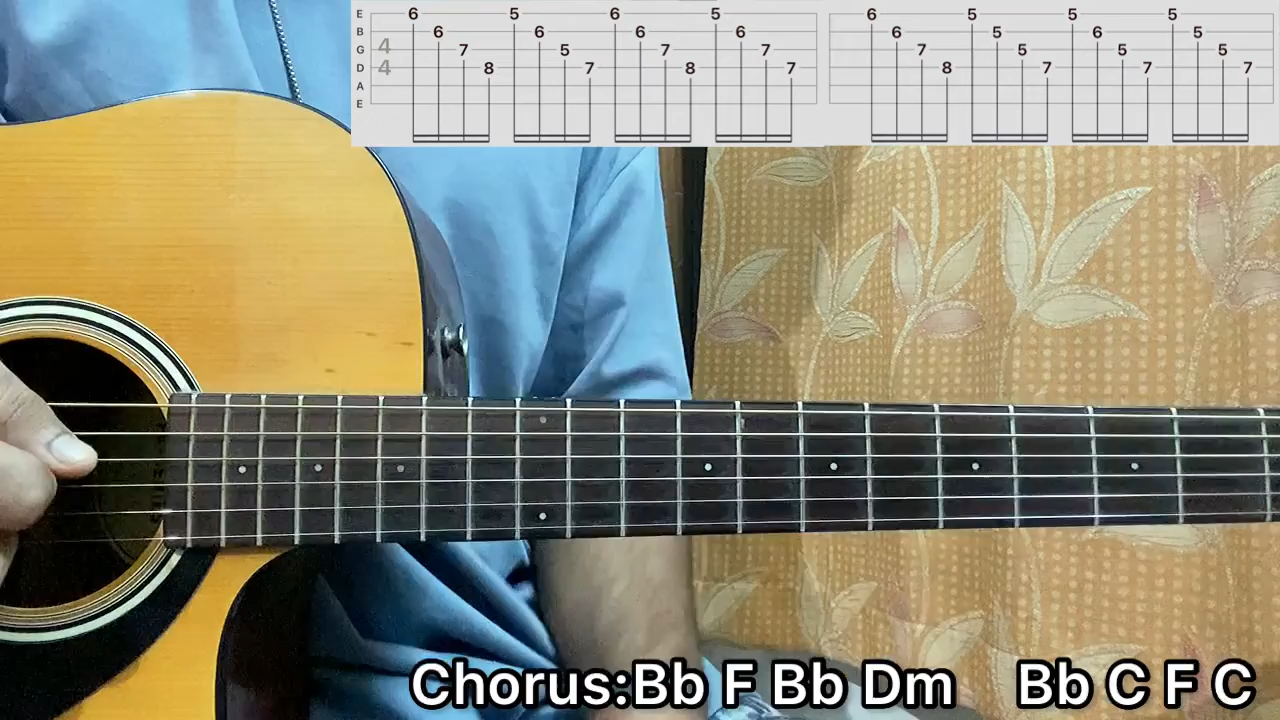 E 6 5 6 5 6 5 5 5
B 6 6 6 6 6 5 6 5
G 4 7 5 7 7 7 5 5 5
D 4 8 7 8 7 8 7 7 7
A
E
Chorus:Bb F Bb Dm Bb C F C